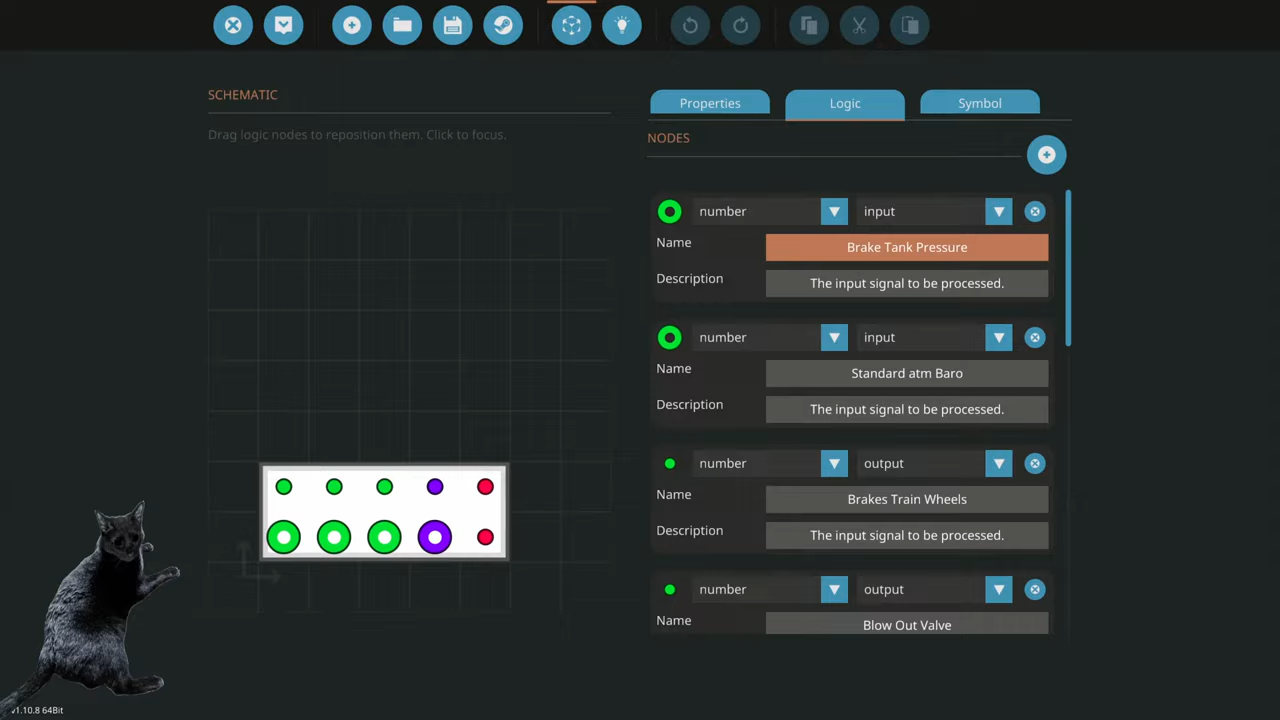 SCHEMATIC
Drag logic nodes to reposition them. Click to focus.
Properties
Logic
Symbol
NODES
number
input
Name
Brake Tank Pressure
Description
The input signal to be processed.
number
input
Name
Standard atm Baro
Description
The input signal to be processed.
number
output
Name
Brakes Train Wheels
Description
The input signal to be processed.
number
output
Name
Blow Out Valve
v1.10.8 64Bit